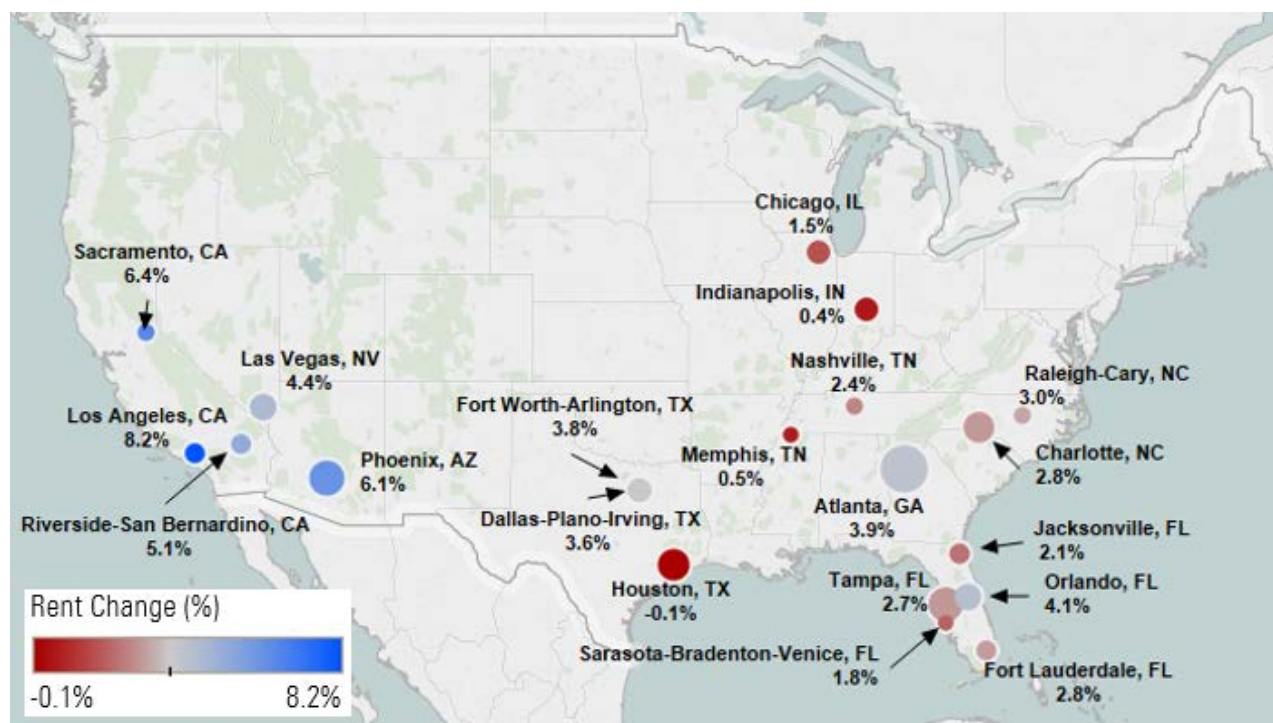 Chicago, IL
1.5%
Sacramento, CA
6.4%
Indianapolis, IN
0.4%
Las Vegas, NV
4.4%
Nashville, TN
2.4%
Raleigh-Cary, NC
3.0%
Fort Worth-Arlington, TX
3.8%
Los Angeles, CA
8.2%
Phoenix, AZ
6.1%
Memphis, TN
0.5%
Charlotte, NC
2.8%
Riverside-San Bernardino, CA
5.1%
Dallas-Plano-Irving, TX
3.6%
Atlanta, GA
3.9%
Jacksonville, FL
2.1%
Houston, TX
-0.1%
Tampa, FL
2.7%
Orlando, FL
4.1%
Sarasota-Bradenton-Venice, FL
1.8%
Fort Lauderdale, FL
2.8%
Rent Change (%)
-0.1%
8.2%